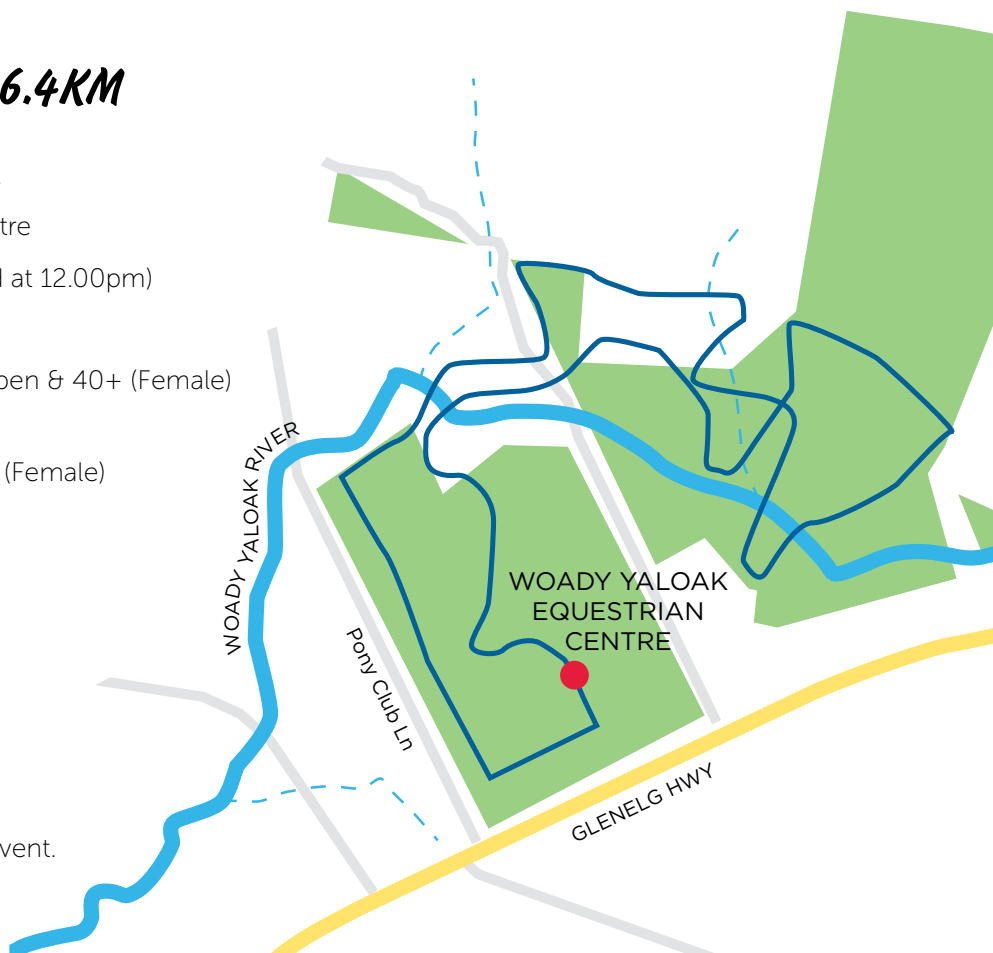 6.4KM
tre
d at 12.00pm)
pen & 40+ (Female)
(Female)
vent.
WOADY YALOAK RIVER
Pony Club Ln
WOADY YALOAK
EQUESTRIAN
CENTRE
GLENELG HWY